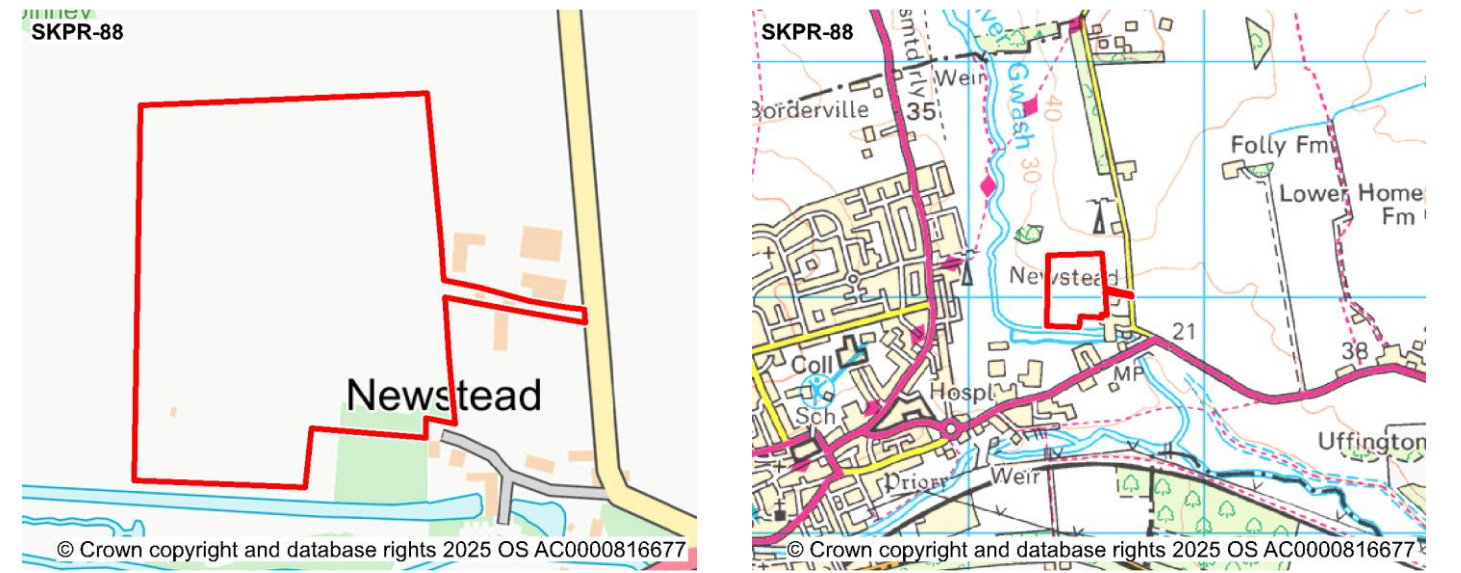 SKPR-88
Newstead
© Crown copyright and database rights 2025 OS AC0000816677
SKPR-88
Weir
Gwash
40
35
Borderville
30
Folly Fm
Lower Home
Fm
Newstead
21
38
Coll
MP
Hospl
Sch
Uffington
Priory
Weir
© Crown copyright and database rights 2025 OS AC0000816677